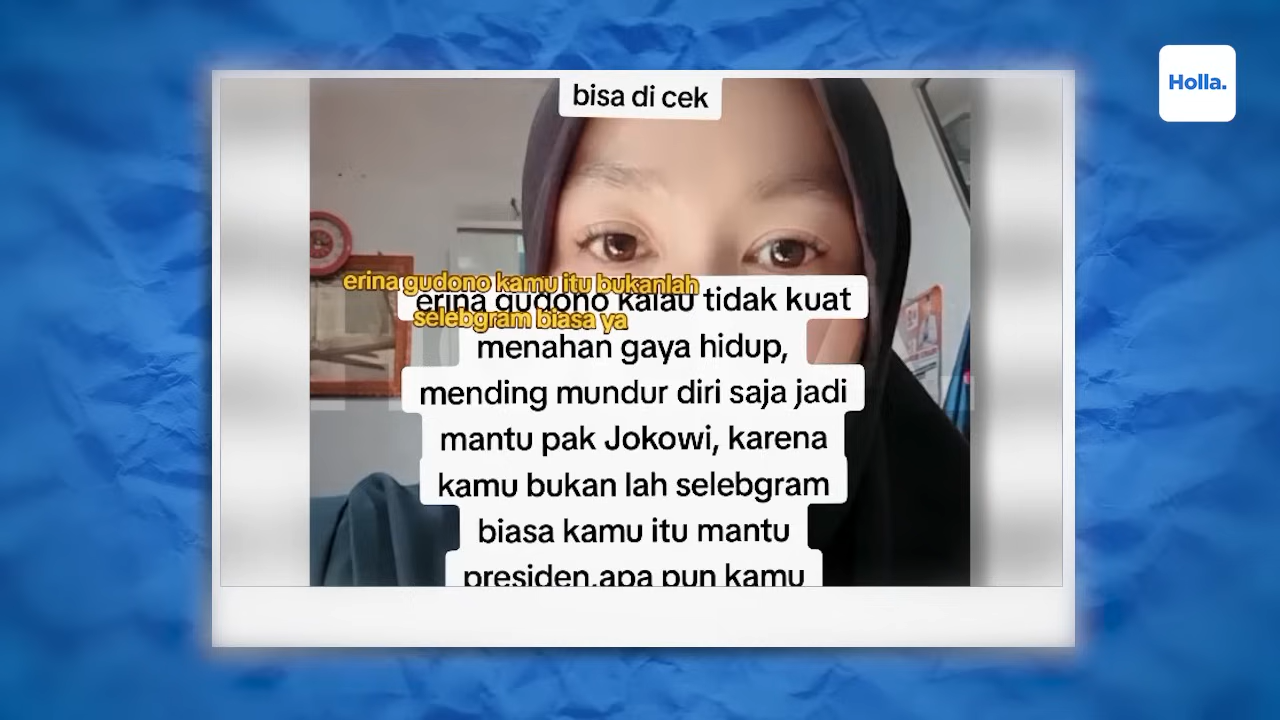 Holla.
bisa di cek
erina gudono kamu itu bukanlah
selebgram biasa ya
erina gudono kalau tidak kuat
menahan gaya hidup,
mending mundur diri saja jadi
mantu pak Jokowi, karena
kamu bukan lah selebgram
biasa kamu itu mantu
presiden,apa pun kamu